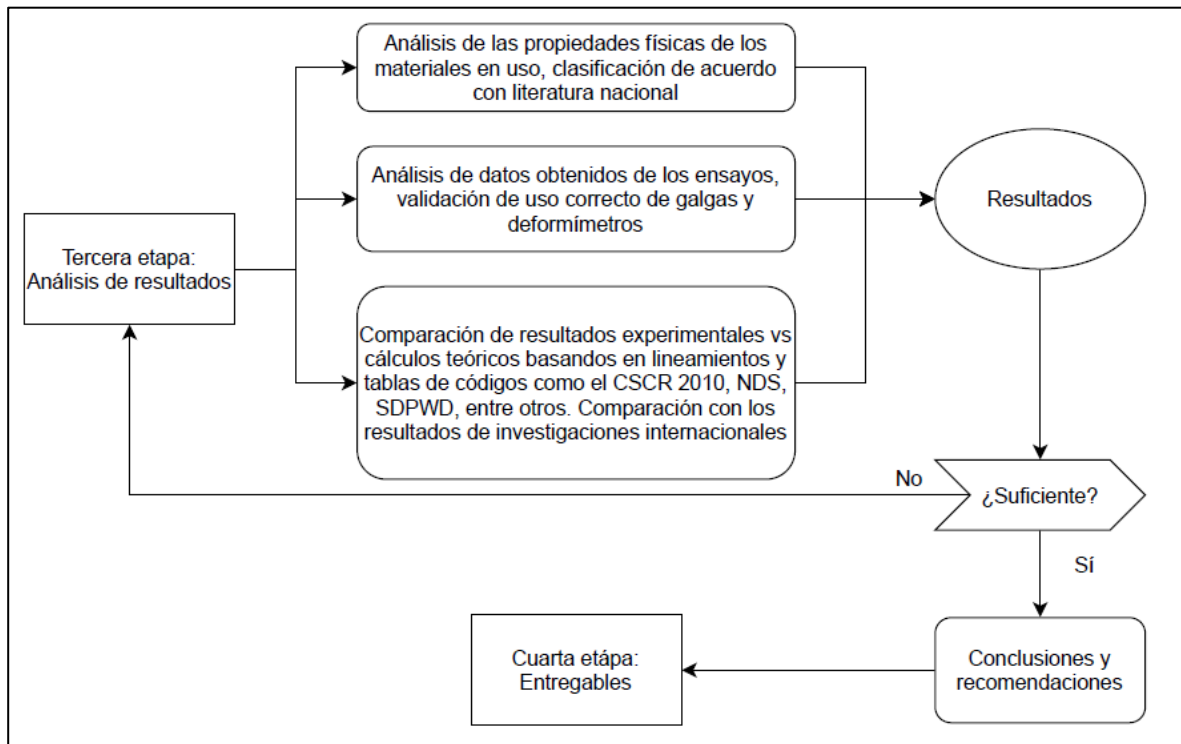 Análisis de las propiedades físicas de los
materiales en uso, clasificación de acuerdo
con literatura nacional
Análisis de datos obtenidos de los ensayos,
validación de uso correcto de galgas y
deformímetros
Resultados
Tercera etapa:
Análisis de resultados
Comparación de resultados experimentales vs
cálculos teóricos basandos en lineamientos y
tablas de códigos como el CSCR 2010, NDS,
SDPWD, entre otros. Comparación con los
resultados de investigaciones internacionales
No
¿Suficiente?
Sí
Cuarta etápa:
Entregables
Conclusiones y
recomendaciones